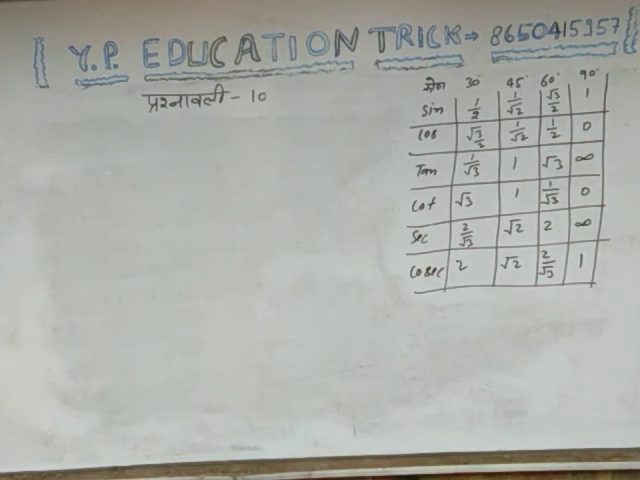 Y.P. EDUCATION TRICK → 8650415957
प्रश्नावली - 10
30° 45° 60° 90°
Sin 1/2 1/√2 √3/2 1
Cos √3/2 1/√2 1/2 0
Tan 1/√3 1 √3 ∞
Cot √3 1 1/√3 0
Sec 2/√3 √2 2 ∞
Cosec 2 √2 2/√3 1